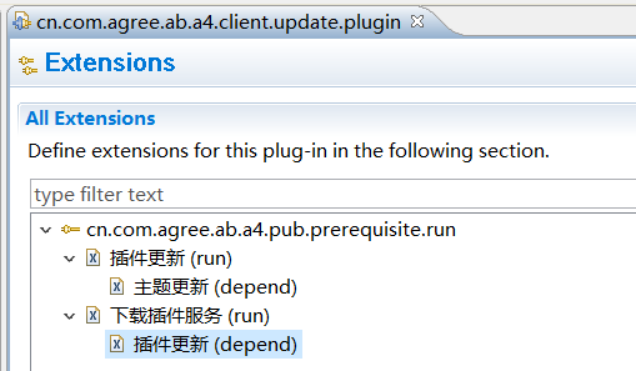 cn.com.agree.ab.a4.client.update.plugin
Extensions
All Extensions
Define extensions for this plug-in in the following section.
type filter text
cn.com.agree.ab.a4.pub.prerequisite.run
插件更新 (run)
主题更新 (depend)
下载插件服务 (run)
插件更新 (depend)